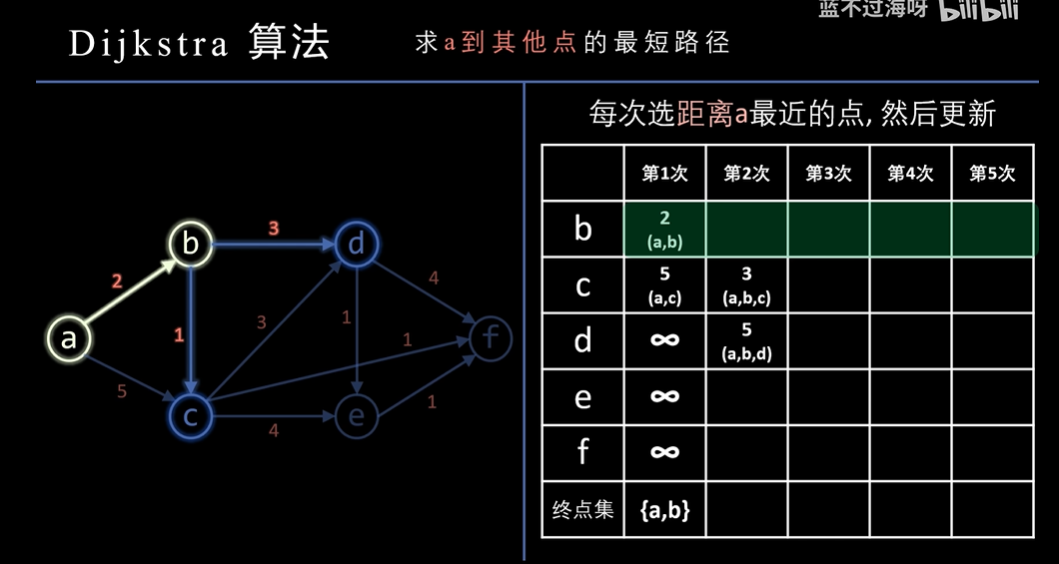 蓝不过海呀 bilibili
Dijkstra 算法
求a到其他点的最短路径
每次选距离a最近的点, 然后更新
第1次 第2次 第3次 第4次 第5次
b 2 (a,b)
c 5 (a,c) 3 (a,b,c)
d ∞ 5 (a,b,d)
e ∞
f ∞
终点集 {a,b}
b 3 d
2 4
a 1 3 1 1 f
5
c 4 e 1